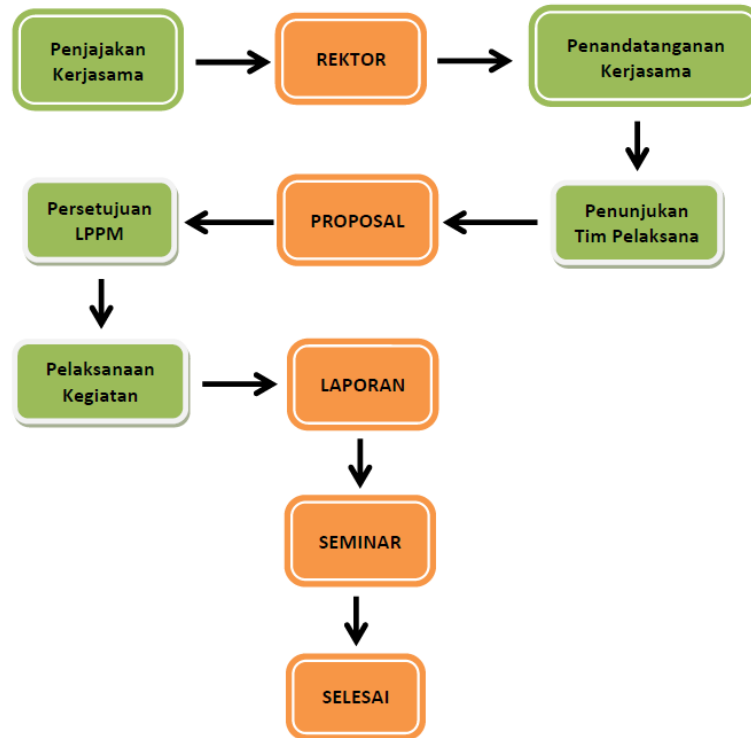 Penjajakan
Kerjasama
REKTOR
Penandatanganan
Kerjasama
Penunjukan
Tim Pelaksana
PROPOSAL
Persetujuan
LPPM
Pelaksanaan
Kegiatan
LAPORAN
SEMINAR
SELESAI